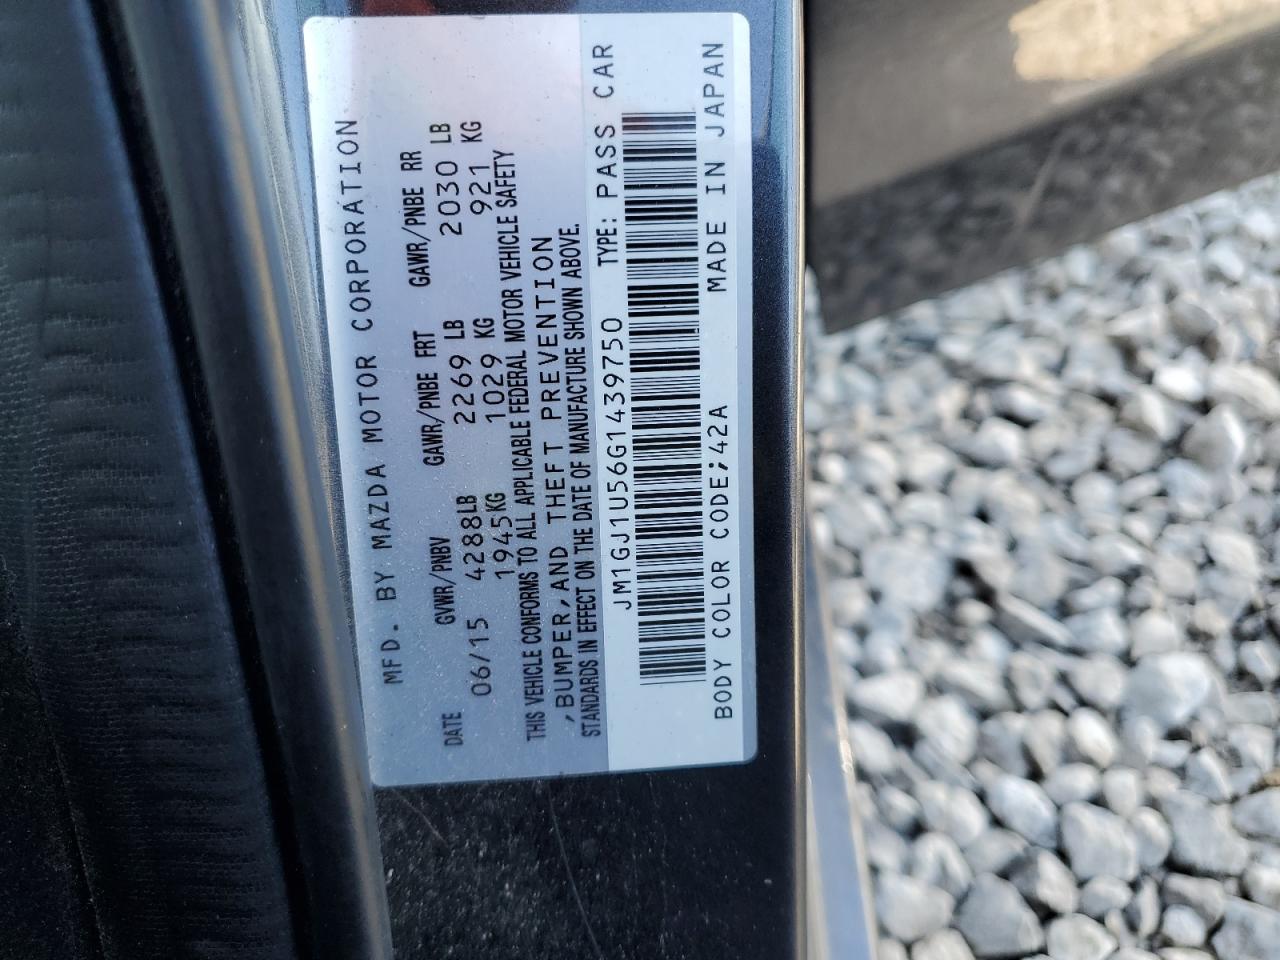 MFD. BY MAZDA MOTOR CORPORATION
DATE GVWR/PNBV GAWR/PNBE FRT GAWR/PNBE RR
06/15 4288LB 2269 LB 2030 LB
1945KG 1029 KG 921 KG
THIS VEHICLE CONFORMS TO ALL APPLICABLE FEDERAL MOTOR VEHICLE SAFETY
,BUMPER,AND THEFT PREVENTION
STANDARDS IN EFFECT ON THE DATE OF MANUFACTURE SHOWN ABOVE.
JM1GJ1U56G1439750 TYPE: PASS CAR
BODY COLOR CODE;42A MADE IN JAPAN